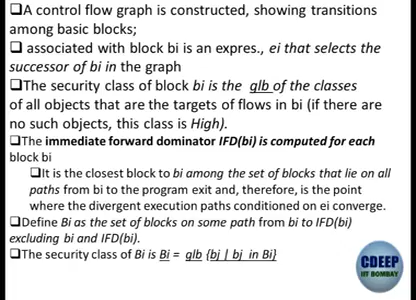 ❑A control flow graph is constructed, showing transitions
among basic blocks;
❑ associated with block bi is an expres., ei that selects the
successor of bi in the graph
❑The security class of block bi is the glb of the classes
of all objects that are the targets of flows in bi (if there are
no such objects, this class is High).
❑The immediate forward dominator IFD(bi) is computed for each
block bi
❑It is the closest block to bi among the set of blocks that lie on all
paths from bi to the program exit and, therefore, is the point
where the divergent execution paths conditioned on ei converge.
❑Define Bi as the set of blocks on some path from bi to IFD(bi)
excluding bi and IFD(bi).
❑The security class of Bi is Bi = glb {bj | bj in Bi}
CDEEP
IIT BOMBAY